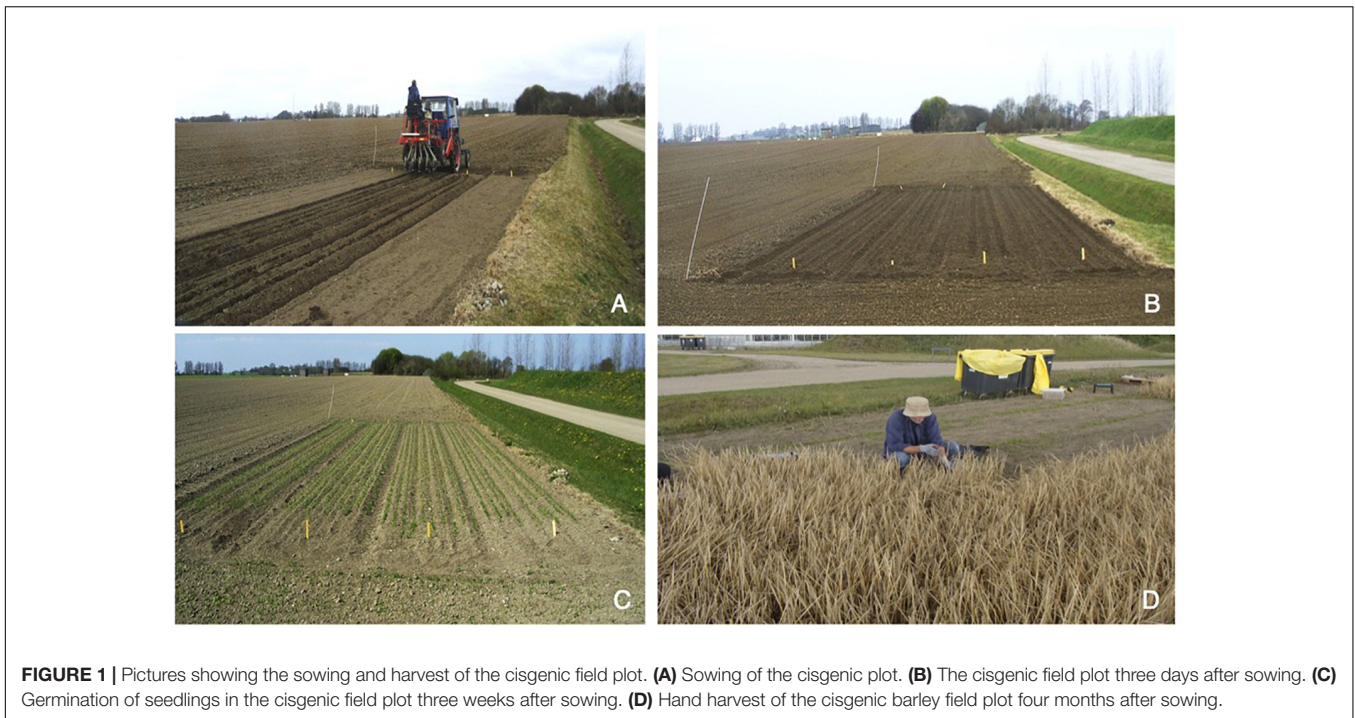 A
B
C
D
FIGURE 1 | Pictures showing the sowing and harvest of the cisgenic field plot. (A) Sowing of the cisgenic plot. (B) The cisgenic field plot three days after sowing. (C)
Germination of seedlings in the cisgenic field plot three weeks after sowing. (D) Hand harvest of the cisgenic barley field plot four months after sowing.